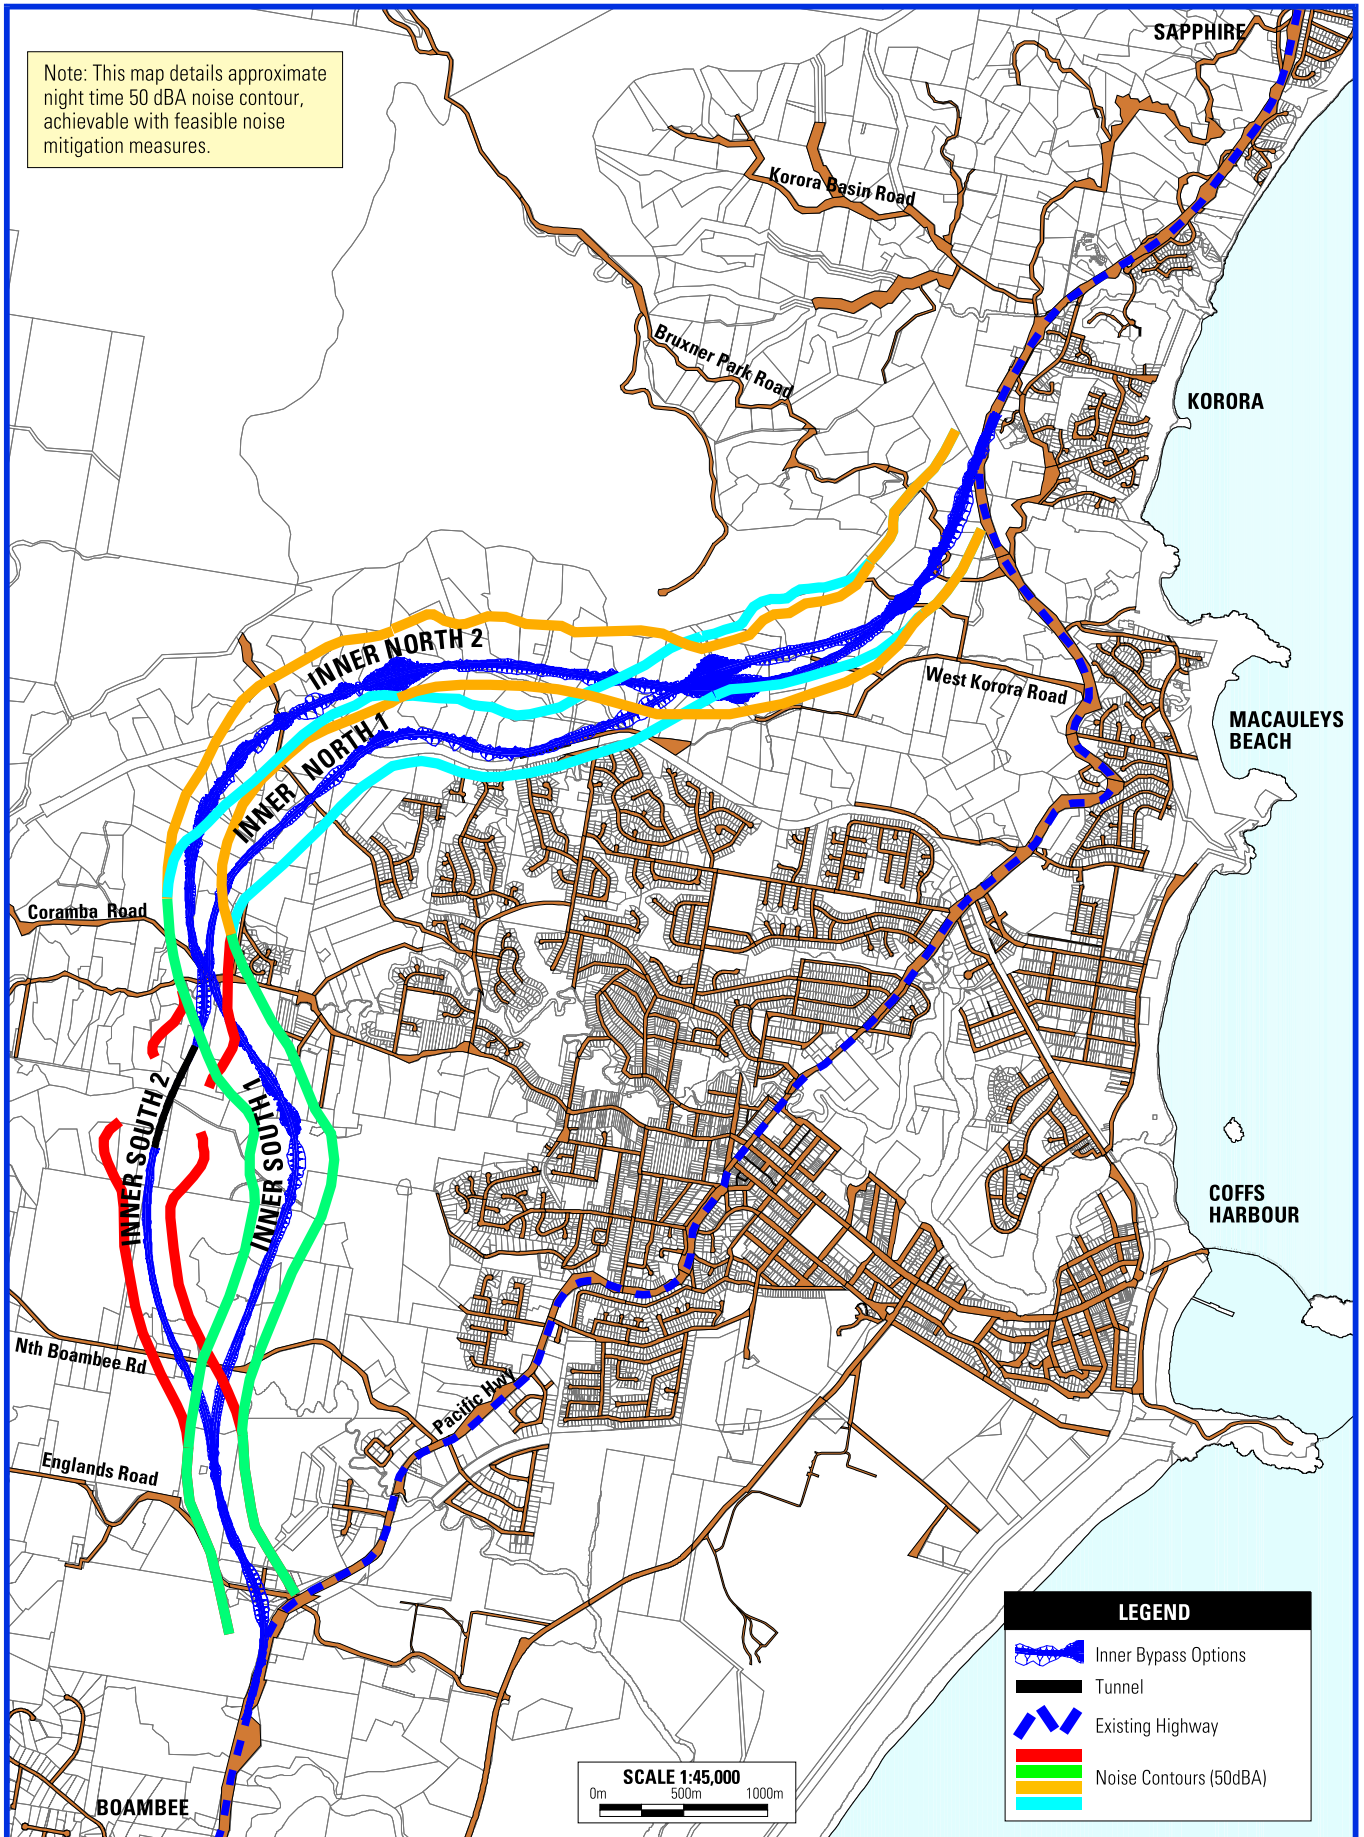 SAPPHIRE
Note: This map details approximate
night time 50 dBA noise contour,
achievable with feasible noise
mitigation measures.
Korora Basin Road
Bruxner Park Road
KORORA
INNER NORTH 2
West Korora Road
MACAULEYS
BEACH
INNER NORTH 1
Coramba Road
INNER SOUTH 2
INNER SOUTH 1
COFFS
HARBOUR
Nth Boambee Rd
Pacific Hwy
Englands Road
LEGEND
Inner Bypass Options
Tunnel
Existing Highway
Noise Contours (50dBA)
SCALE 1:45,000
0m 500m 1000m
BOAMBEE